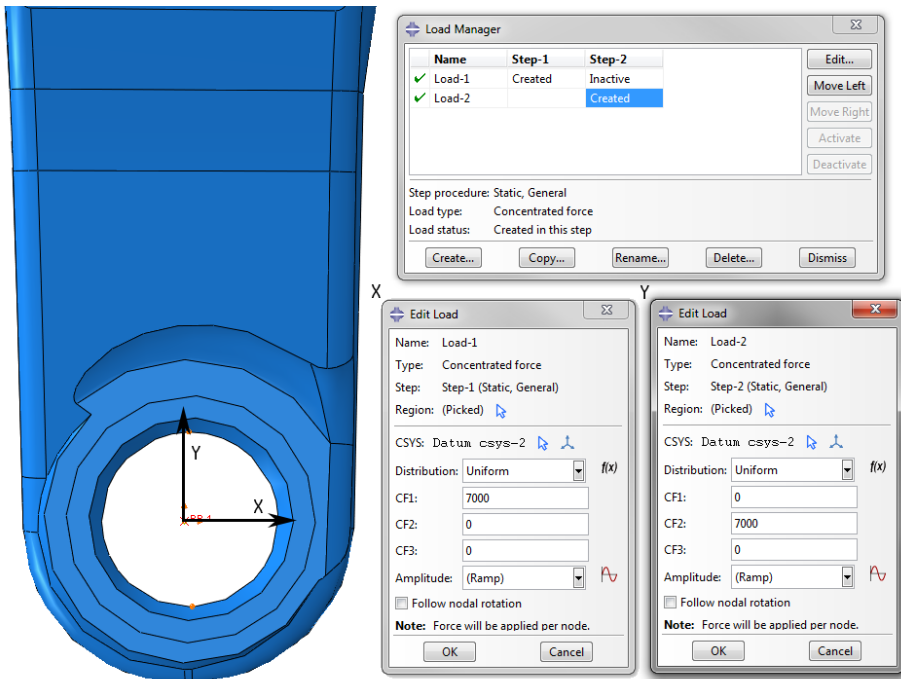 Load Manager
Name Step-1 Step-2
Load-1 Created Inactive
Load-2 Created
Edit...
Move Left
Move Right
Activate
Deactivate
Step procedure: Static, General
Load type: Concentrated force
Load status: Created in this step
Create... Copy... Rename... Delete... Dismiss
X
Edit Load
Name: Load-1
Type: Concentrated force
Step: Step-1 (Static, General)
Region: (Picked)
CSYS: Datum csys-2
Distribution: Uniform f(x)
CF1: 7000
CF2: 0
CF3: 0
Amplitude: (Ramp)
Follow nodal rotation
Note: Force will be applied per node.
OK Cancel
Y
Edit Load
Name: Load-2
Type: Concentrated force
Step: Step-2 (Static, General)
Region: (Picked)
CSYS: Datum csys-2
Distribution: Uniform f(x)
CF1: 0
CF2: 7000
CF3: 0
Amplitude: (Ramp)
Follow nodal rotation
Note: Force will be applied per node.
OK Cancel
Y
X